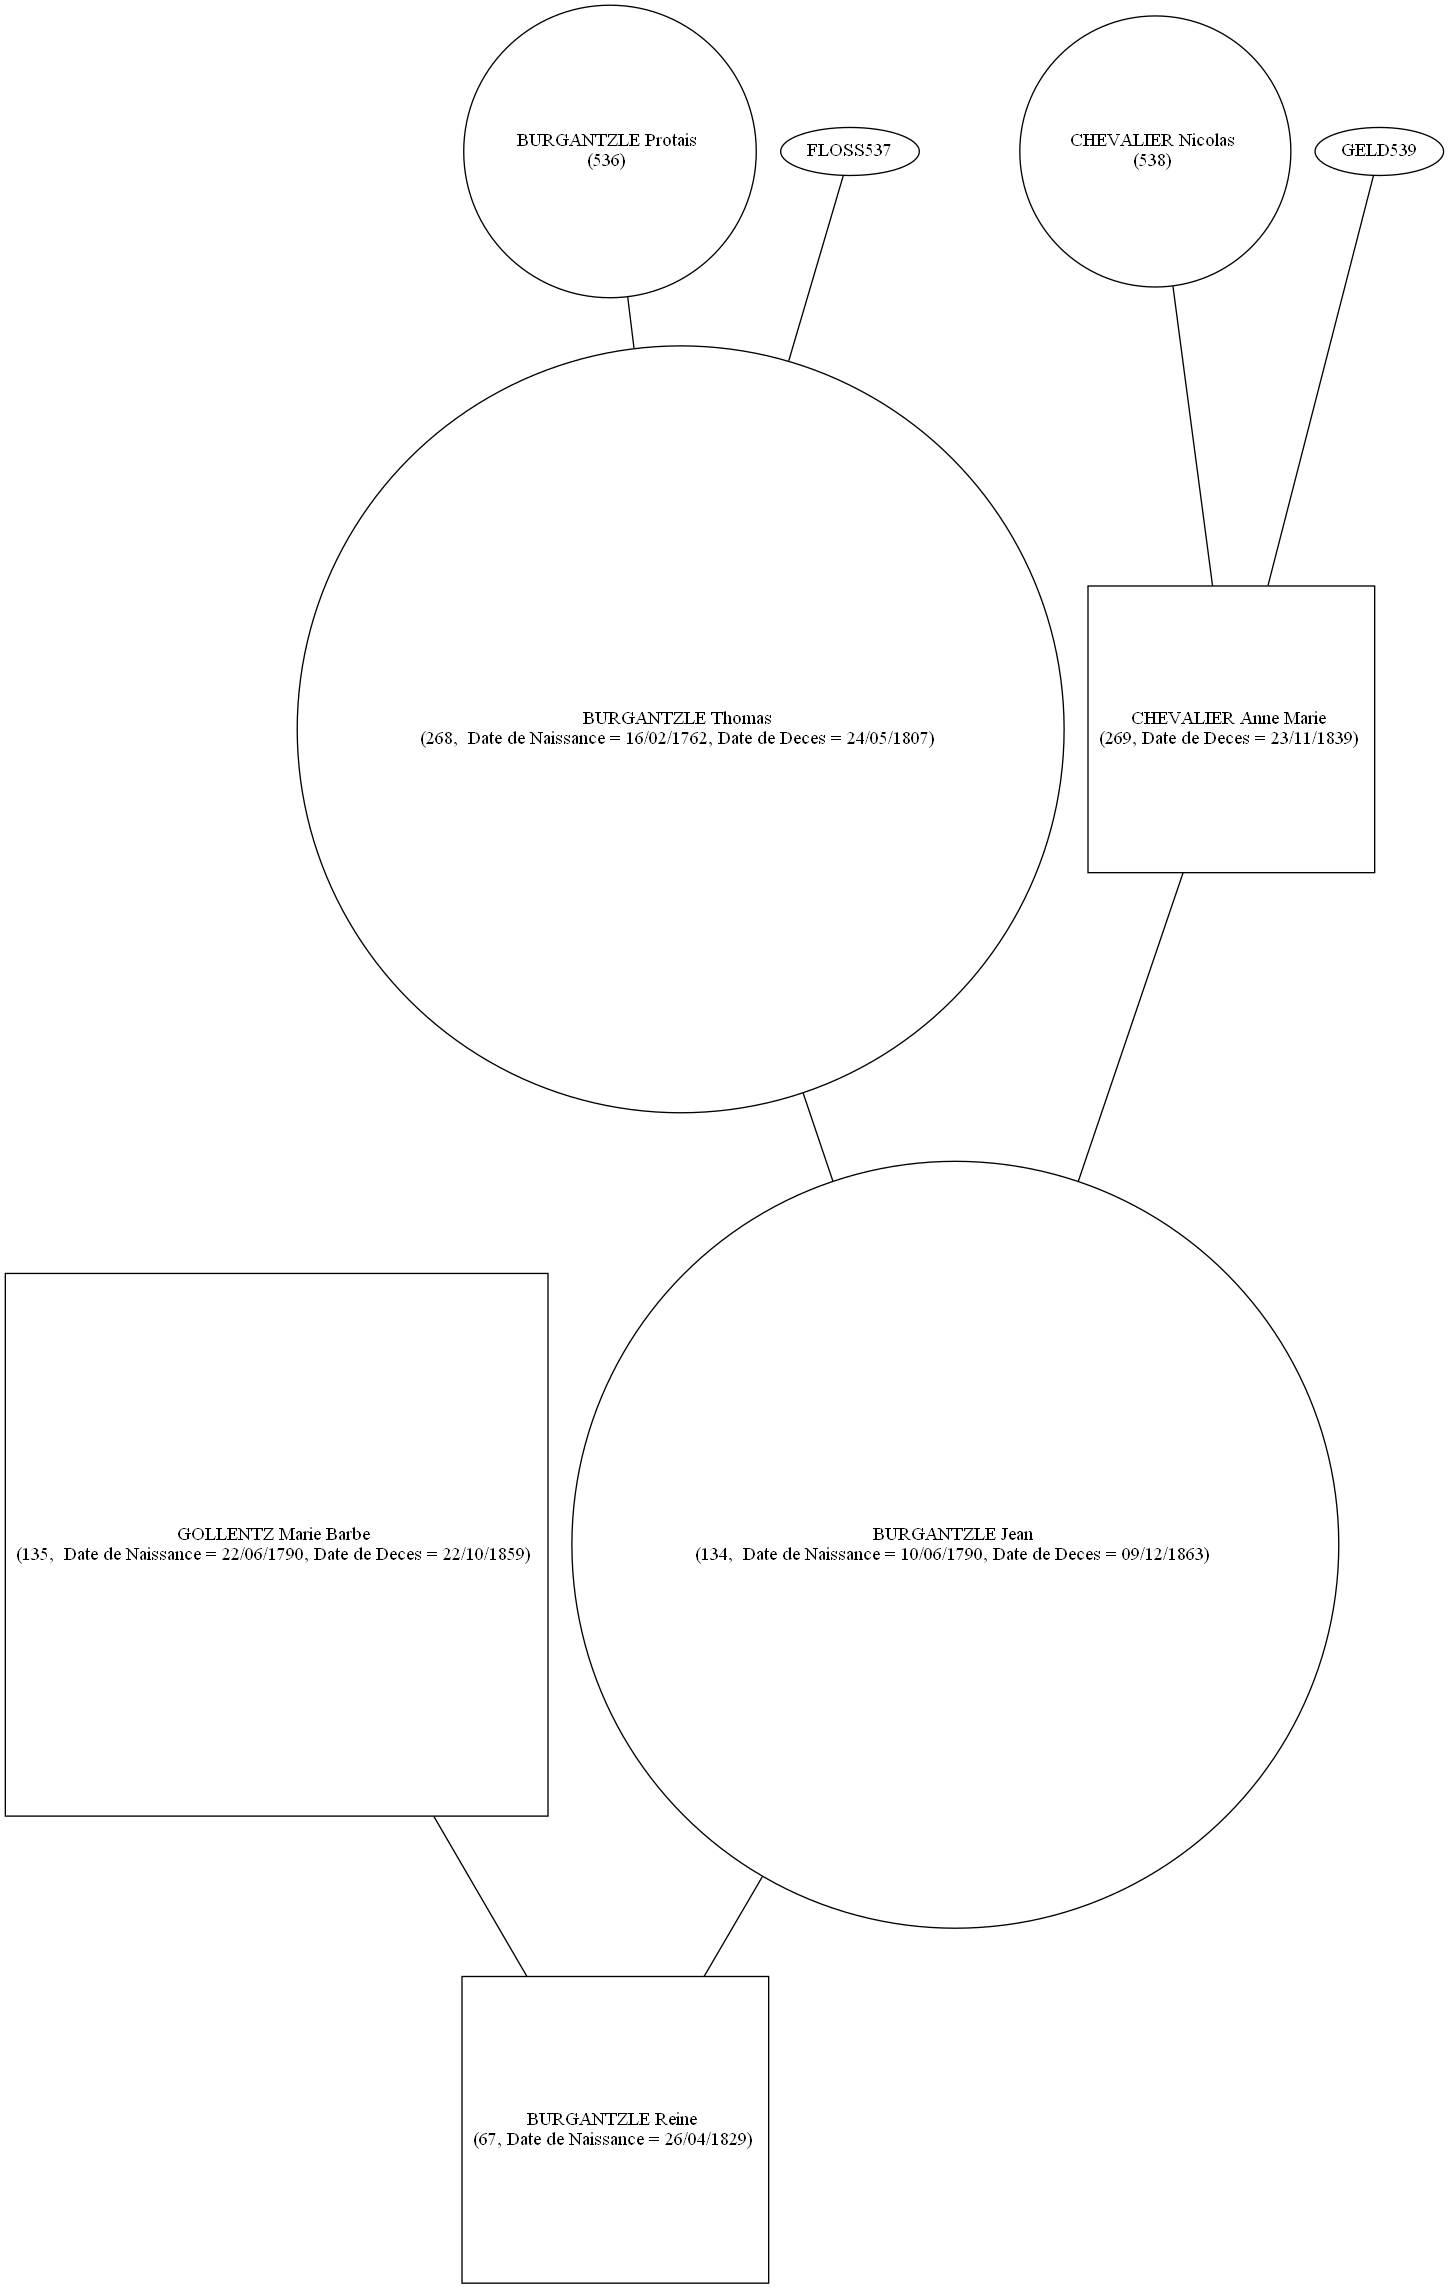 BURGANTZLE Protais
(536)
FLOSS537
CHEVALIER Nicolas
(538)
GELD539
BURGANTZLE Thomas
(268,  Date de Naissance = 16/02/1762, Date de Deces = 24/05/1807)
CHEVALIER Anne Marie
(269, Date de Deces = 23/11/1839)
GOLLENTZ Marie Barbe
(135,  Date de Naissance = 22/06/1790, Date de Deces = 22/10/1859)
BURGANTZLE Jean
(134,  Date de Naissance = 10/06/1790, Date de Deces = 09/12/1863)
BURGANTZLE Reine
(67, Date de Naissance = 26/04/1829)